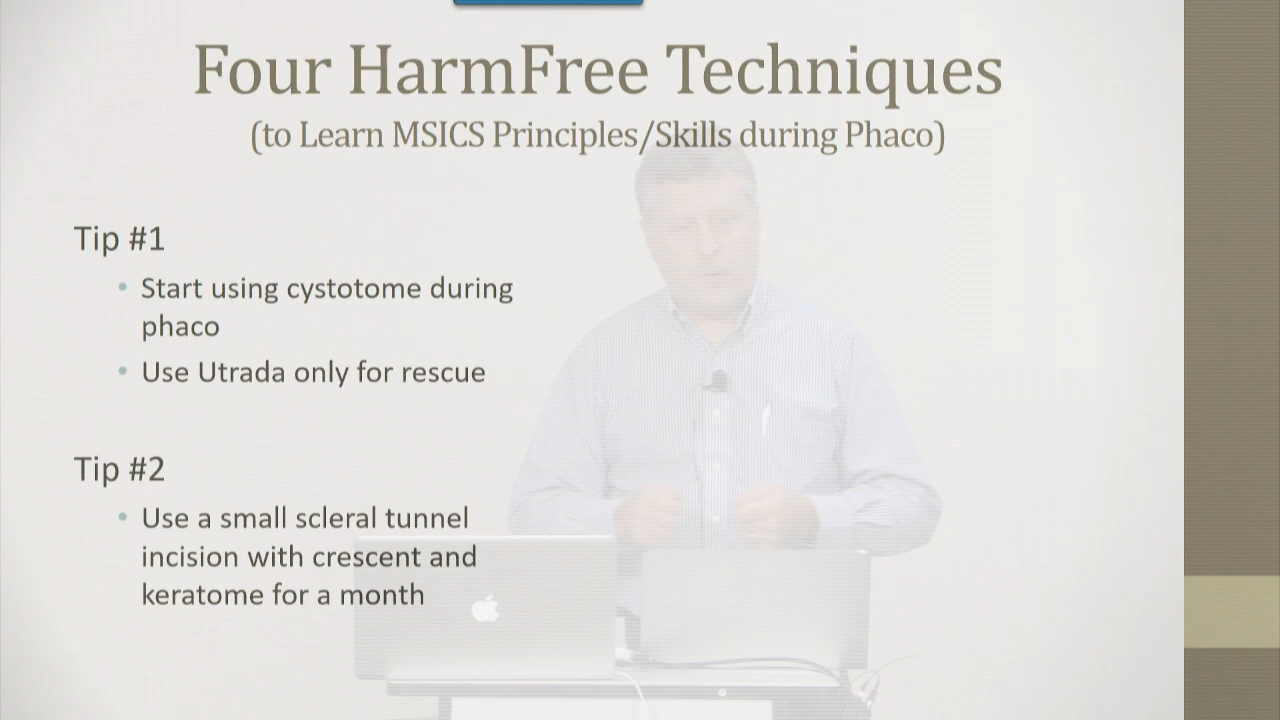 Four HarmFree Techniques
(to Learn MSICS Principles/Skills during Phaco)
Tip #1
Start using cystotome during
phaco
Use Utrada only for rescue
Tip #2
Use a small scleral tunnel
incision with crescent and
keratome for a month